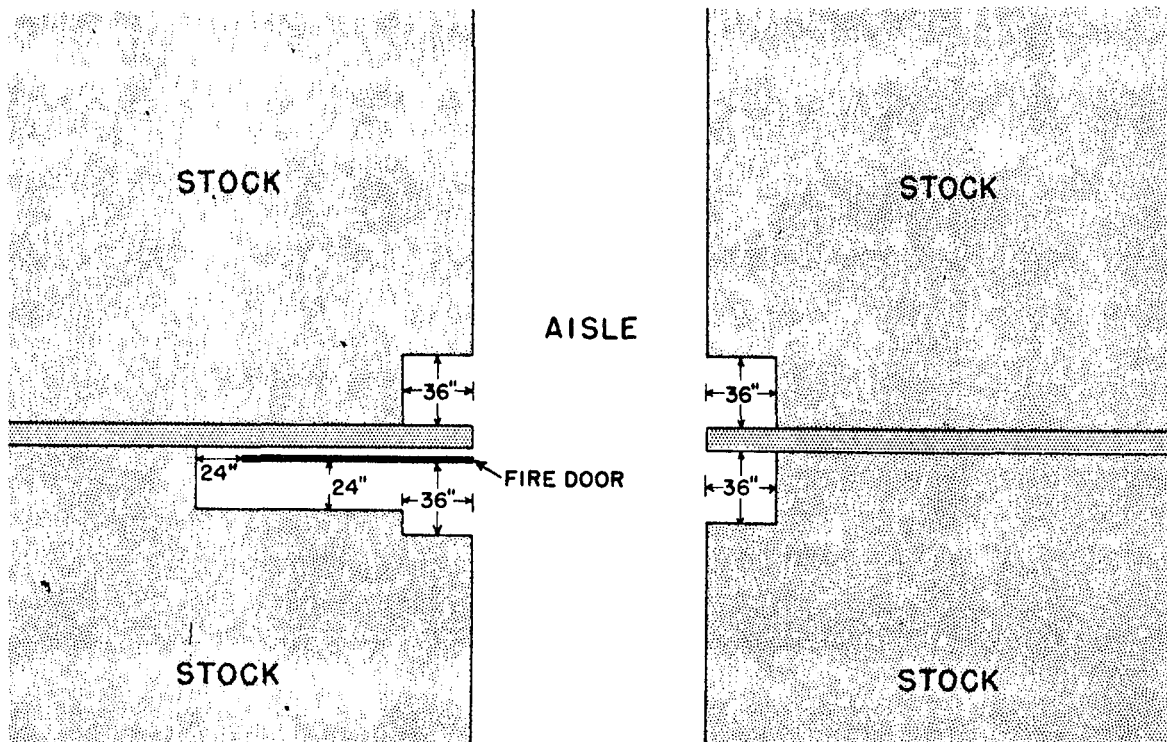 STOCK
STOCK
AISLE
36"
36"
24"
24"
36"
FIRE DOOR
36"
STOCK
STOCK